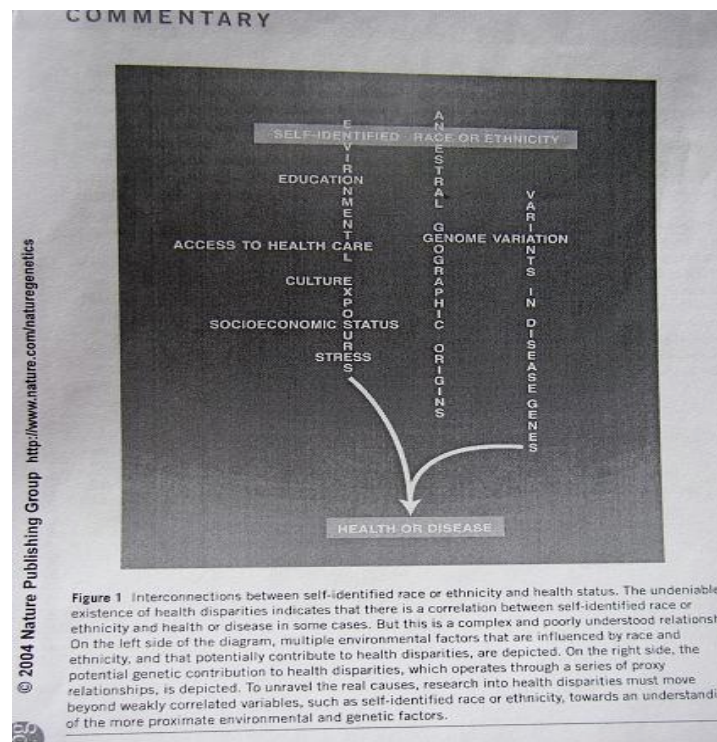 COMMENTARY
SELF-IDENTIFIED RACE OR ETHNICITY
ENVIRONMENTAL EXPOSURES
ANCESTRAL GEOGRAPHIC ORIGINS
EDUCATION
VARIANTS IN DISEASE GENES
ACCESS TO HEALTH CARE
GENOME VARIATION
CULTURE
SOCIOECONOMIC STATUS
STRESS
HEALTH OR DISEASE
© 2004 Nature Publishing Group http://www.nature.com/naturegenetics
Figure 1 Interconnections between self-identified race or ethnicity and health status. The undeniable
existence of health disparities indicates that there is a correlation between self-identified race or
ethnicity and health or disease in some cases. But this is a complex and poorly understood relationsh
On the left side of the diagram, multiple environmental factors that are influenced by race and
ethnicity, and that potentially contribute to health disparities, are depicted. On the right side, the
potential genetic contribution to health disparities, which operates through a series of proxy
relationships, is depicted. To unravel the real causes, research into health disparities must move
beyond weakly correlated variables, such as self-identified race or ethnicity, towards an understandi
of the more proximate environmental and genetic factors.